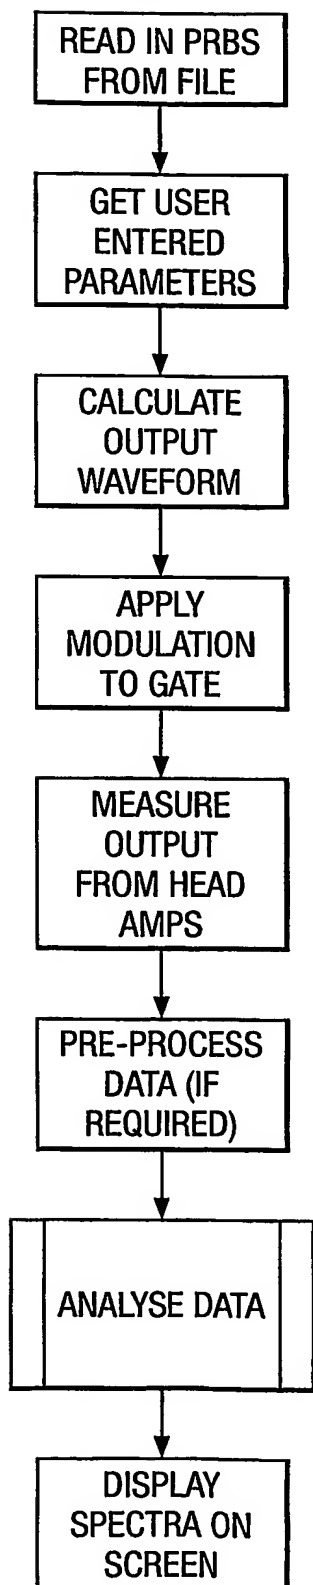 READ IN PRBS
FROM FILE
GET USER
ENTERED
PARAMETERS
CALCULATE
OUTPUT
WAVEFORM
APPLY
MODULATION
TO GATE
MEASURE
OUTPUT
FROM HEAD
AMPS
PRE-PROCESS
DATA (IF
REQUIRED)
ANALYSE DATA
DISPLAY
SPECTRA ON
SCREEN